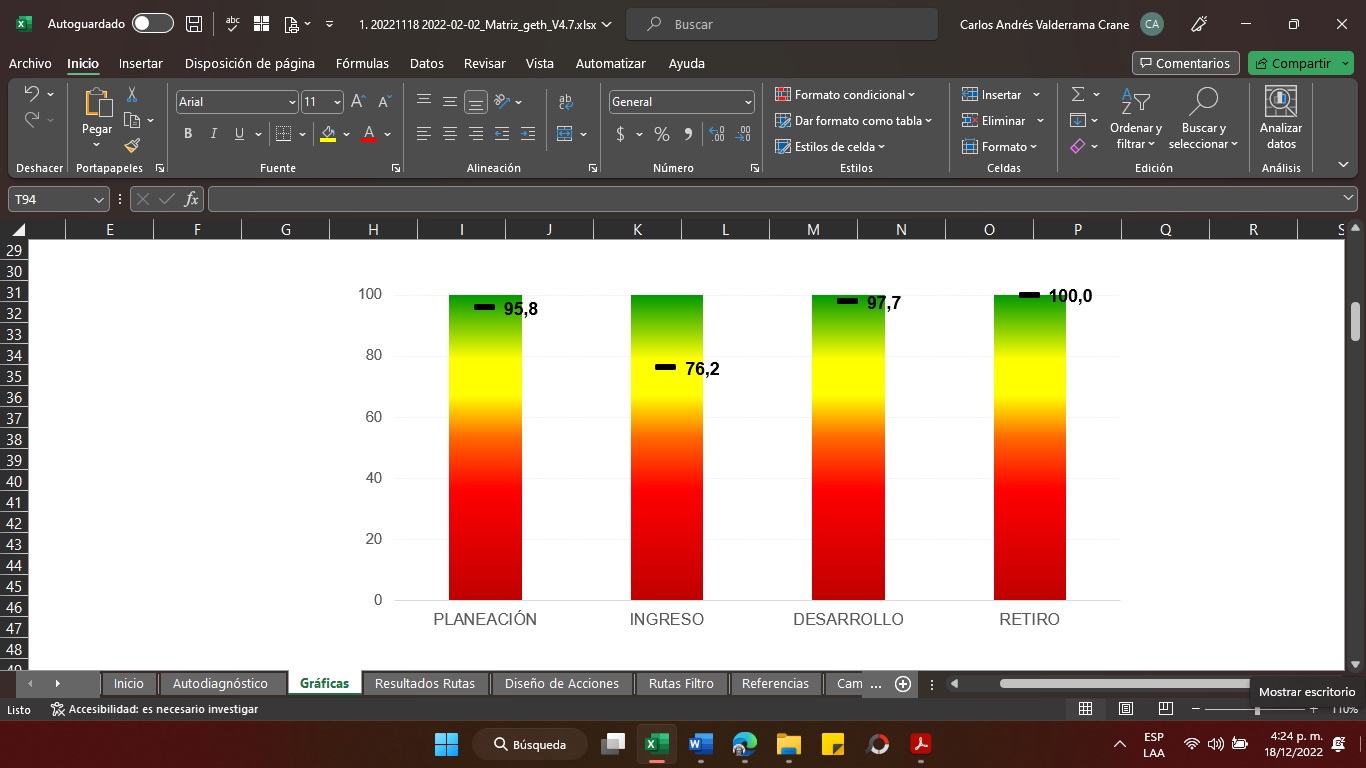 Autoguardado
abc
1. 20221118 2022-02-02_Matriz_geth_V4.7.xlsx
Buscar
Carlos Andrés Valderrama Crane
CA
Archivo Inicio Insertar Disposición de página Fórmulas Datos Revisar Vista Automatizar Ayuda
Comentarios
Compartir
Pegar
Arial
11
N K S A
ab
General
$ % 
Formato condicional
Dar formato como tabla
Estilos de celda
Insertar
Eliminar
Formato
Ordenar y filtrar
Buscar y seleccionar
Analizar datos
Deshacer Portapapeles Fuente Alineación Número Estilos Celdas Edición Análisis
T94
fx
E F G H I J K L M N O P Q R S
29
30
31
32
33
34
35
36
37
38
39
40
41
42
43
44
45
46
47
48
49
100
80
60
40
20
0
95,8
76,2
97,7
100,0
PLANEACIÓN INGRESO DESARROLLO RETIRO
Inicio Autodiagnóstico Gráficas Resultados Rutas Diseño de Acciones Rutas Filtro Referencias Cam ...
Listo
Accesibilidad: es necesario investigar
110%
Mostrar escritorio
Búsqueda
ESP
LAA
4:24 p. m.
18/12/2022